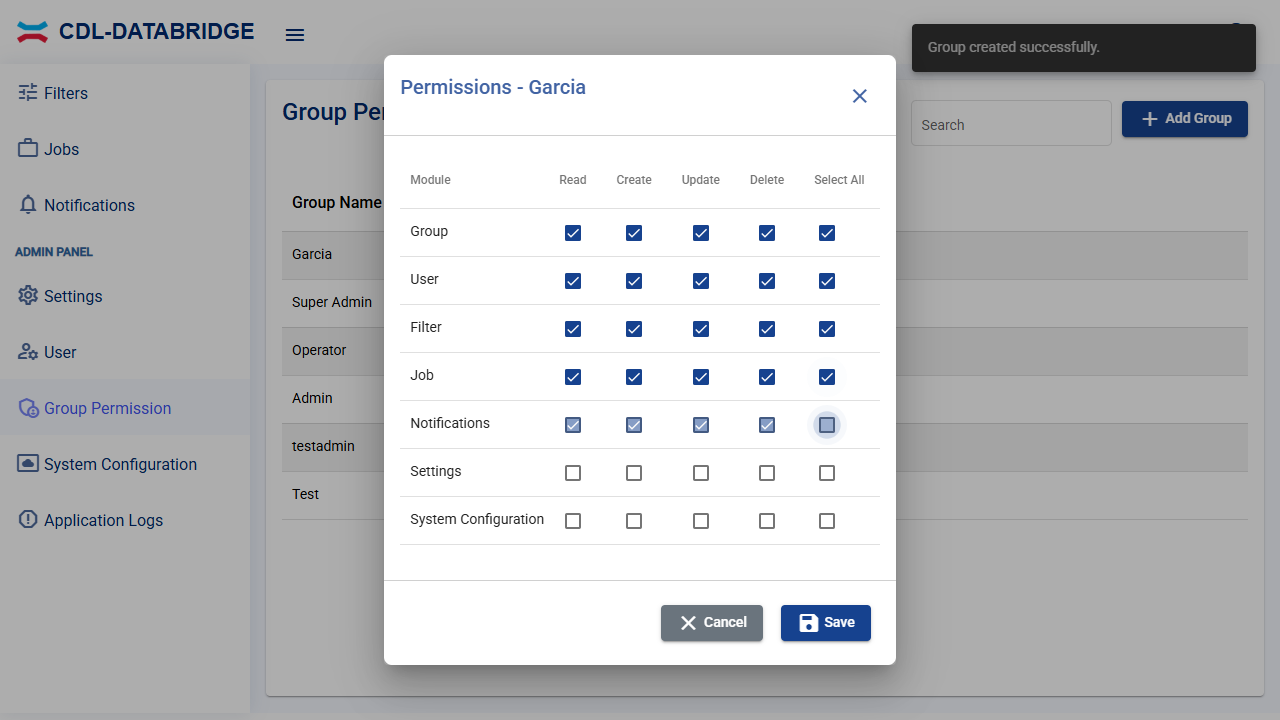 CDL-DATABRIDGE
Group created successfully.
Filters
Jobs
Notifications
ADMIN PANEL
Settings
User
Group Permission
System Configuration
Application Logs
Group Per
Search
Add Group
Group Name
Garcia
Super Admin
Operator
Admin
testadmin
Test
Permissions - Garcia
Module Read Create Update Delete Select All
Group
User
Filter
Job
Notifications
Settings
System Configuration
Cancel
Save